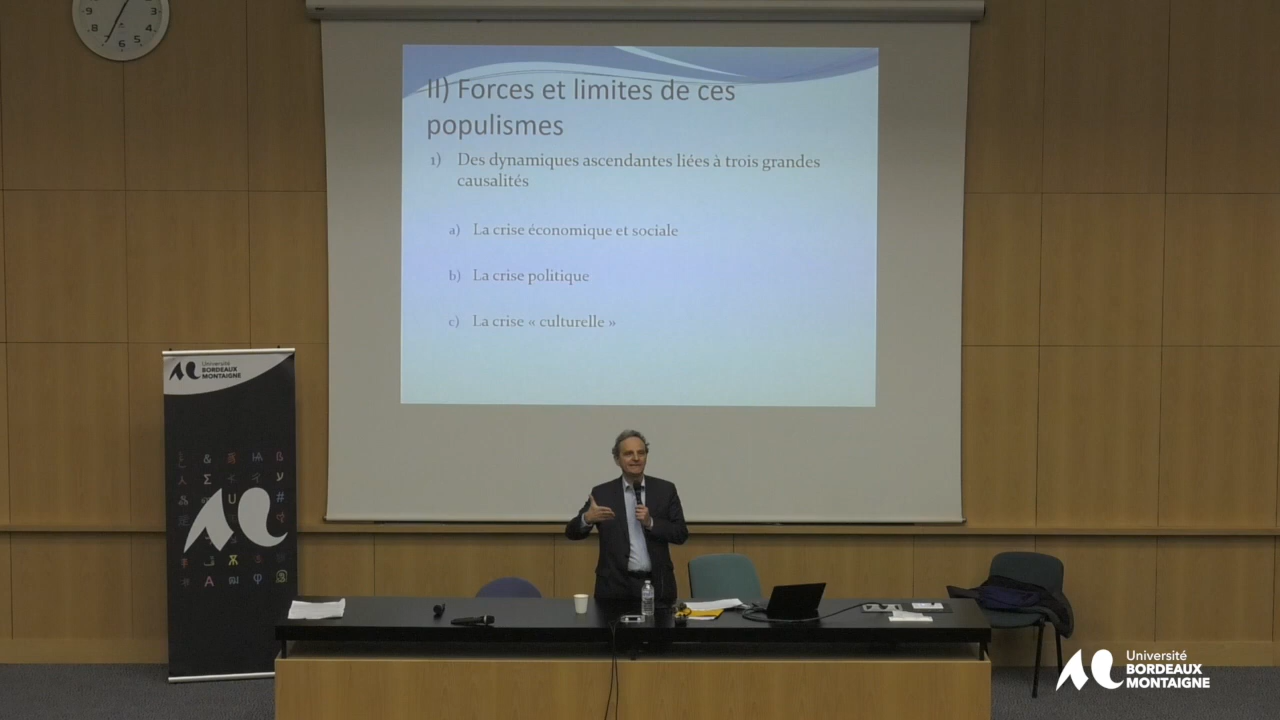 II) Forces et limites de ces
populismes
1) Des dynamiques ascendantes liées à trois grandes
causalités
a) La crise économique et sociale
b) La crise politique
c) La crise « culturelle »
Université
BORDEAUX
MONTAIGNE
Université
BORDEAUX
MONTAIGNE